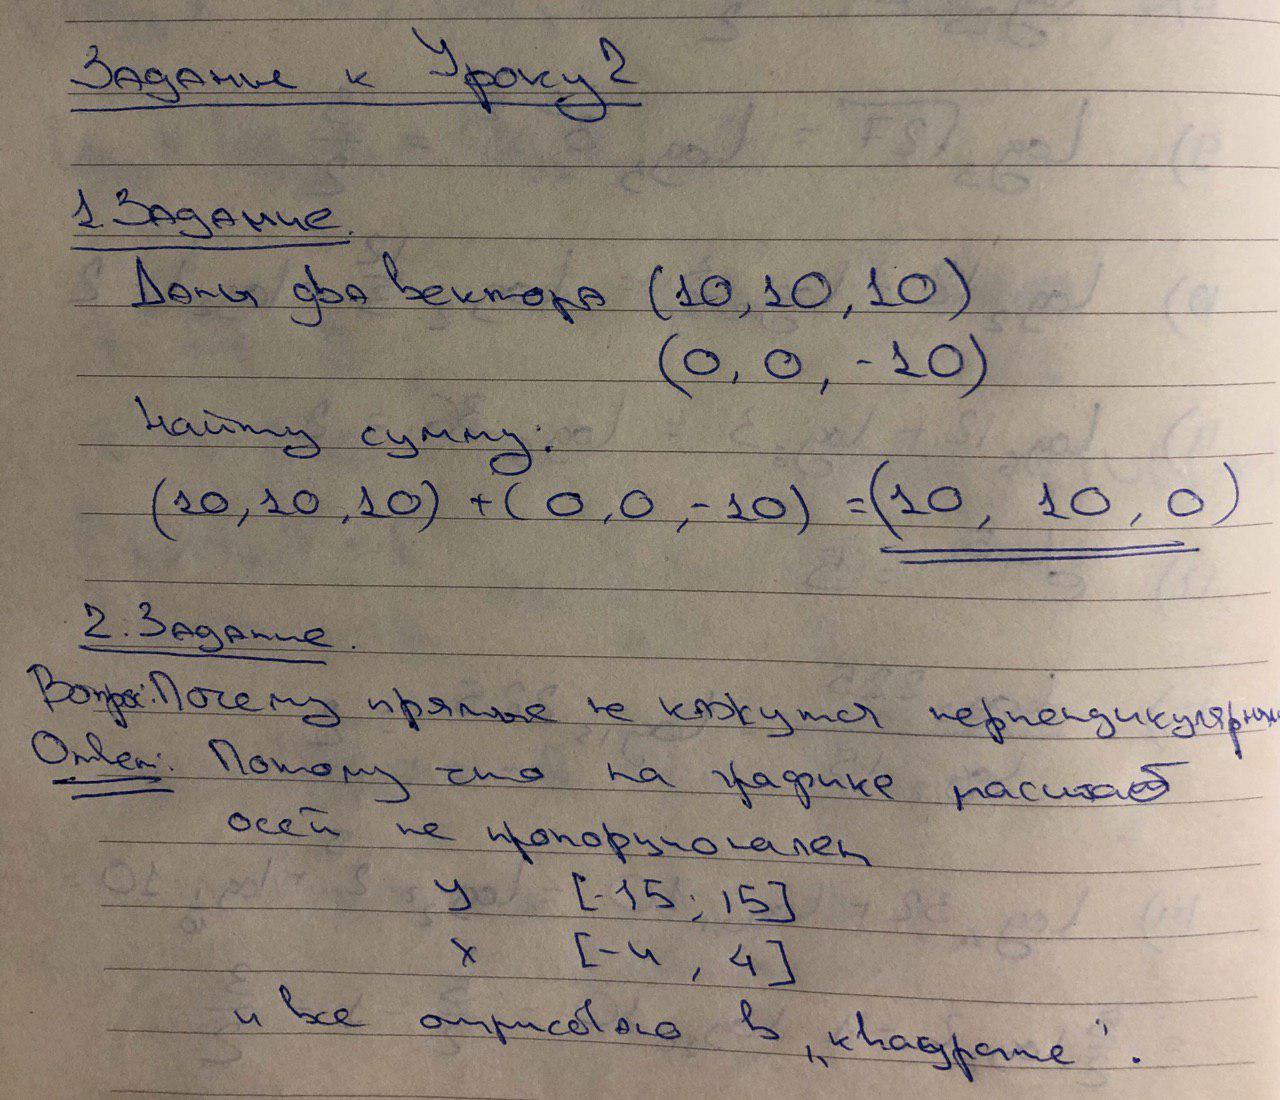 Задание к Уроку 2
1. Задание.
Даны два вектора (10, 10, 10)
(0, 0, -10)
Найту сумму:
(10, 10, 10) + (0, 0, -10) = (10, 10, 0)
2. Задание.
Вопрос: Почему прямые не кажутся перпендикулярными
Ответ: Потому что на графике масштаб
осей не пропорционален
y [-15; 15]
x [-4, 4]
и все отрисовано в „квадрате".